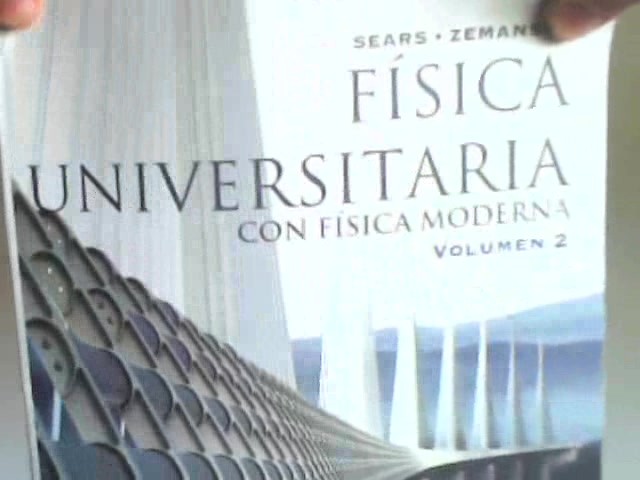 SEARS • ZEMANS
FÍSICA
UNIVERSITARIA
CON FÍSICA MODERNA
VOLUMEN 2